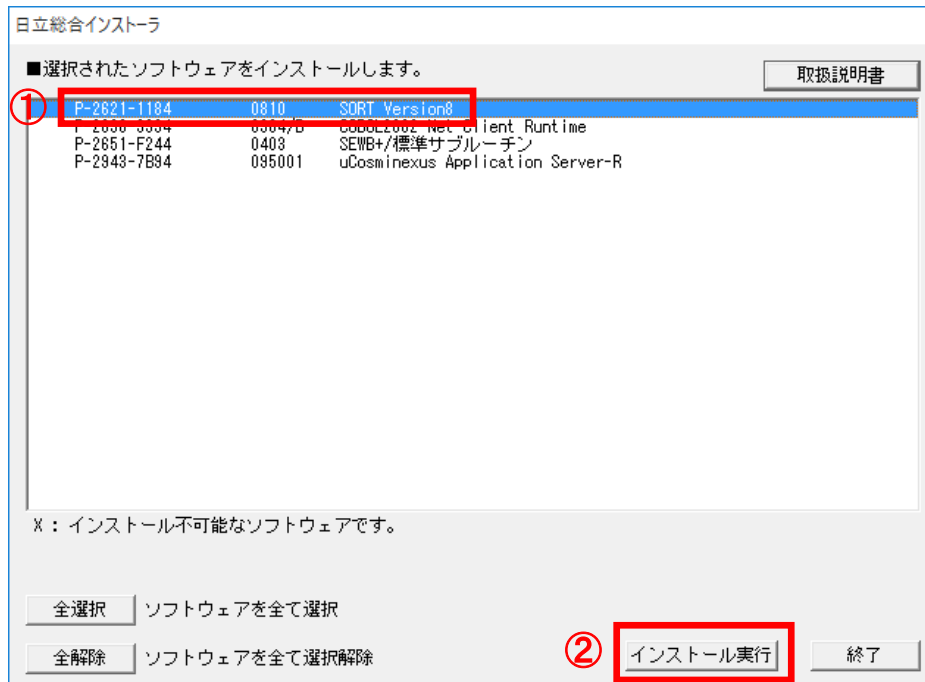 日立総合インストーラ
■選択されたソフトウェアをインストールします。
取扱説明書
① P-2621-1184 0810 SORT Version8
COBOL2002 Net Client Runtime
P-2651-F244 0403 SEWB+/標準サブルーチン
P-2943-7B94 095001 uCosminexus Application Server-R
X：インストール不可能なソフトウェアです。
全選択 ソフトウェアを全て選択
全解除 ソフトウェアを全て選択解除
② インストール実行 終了